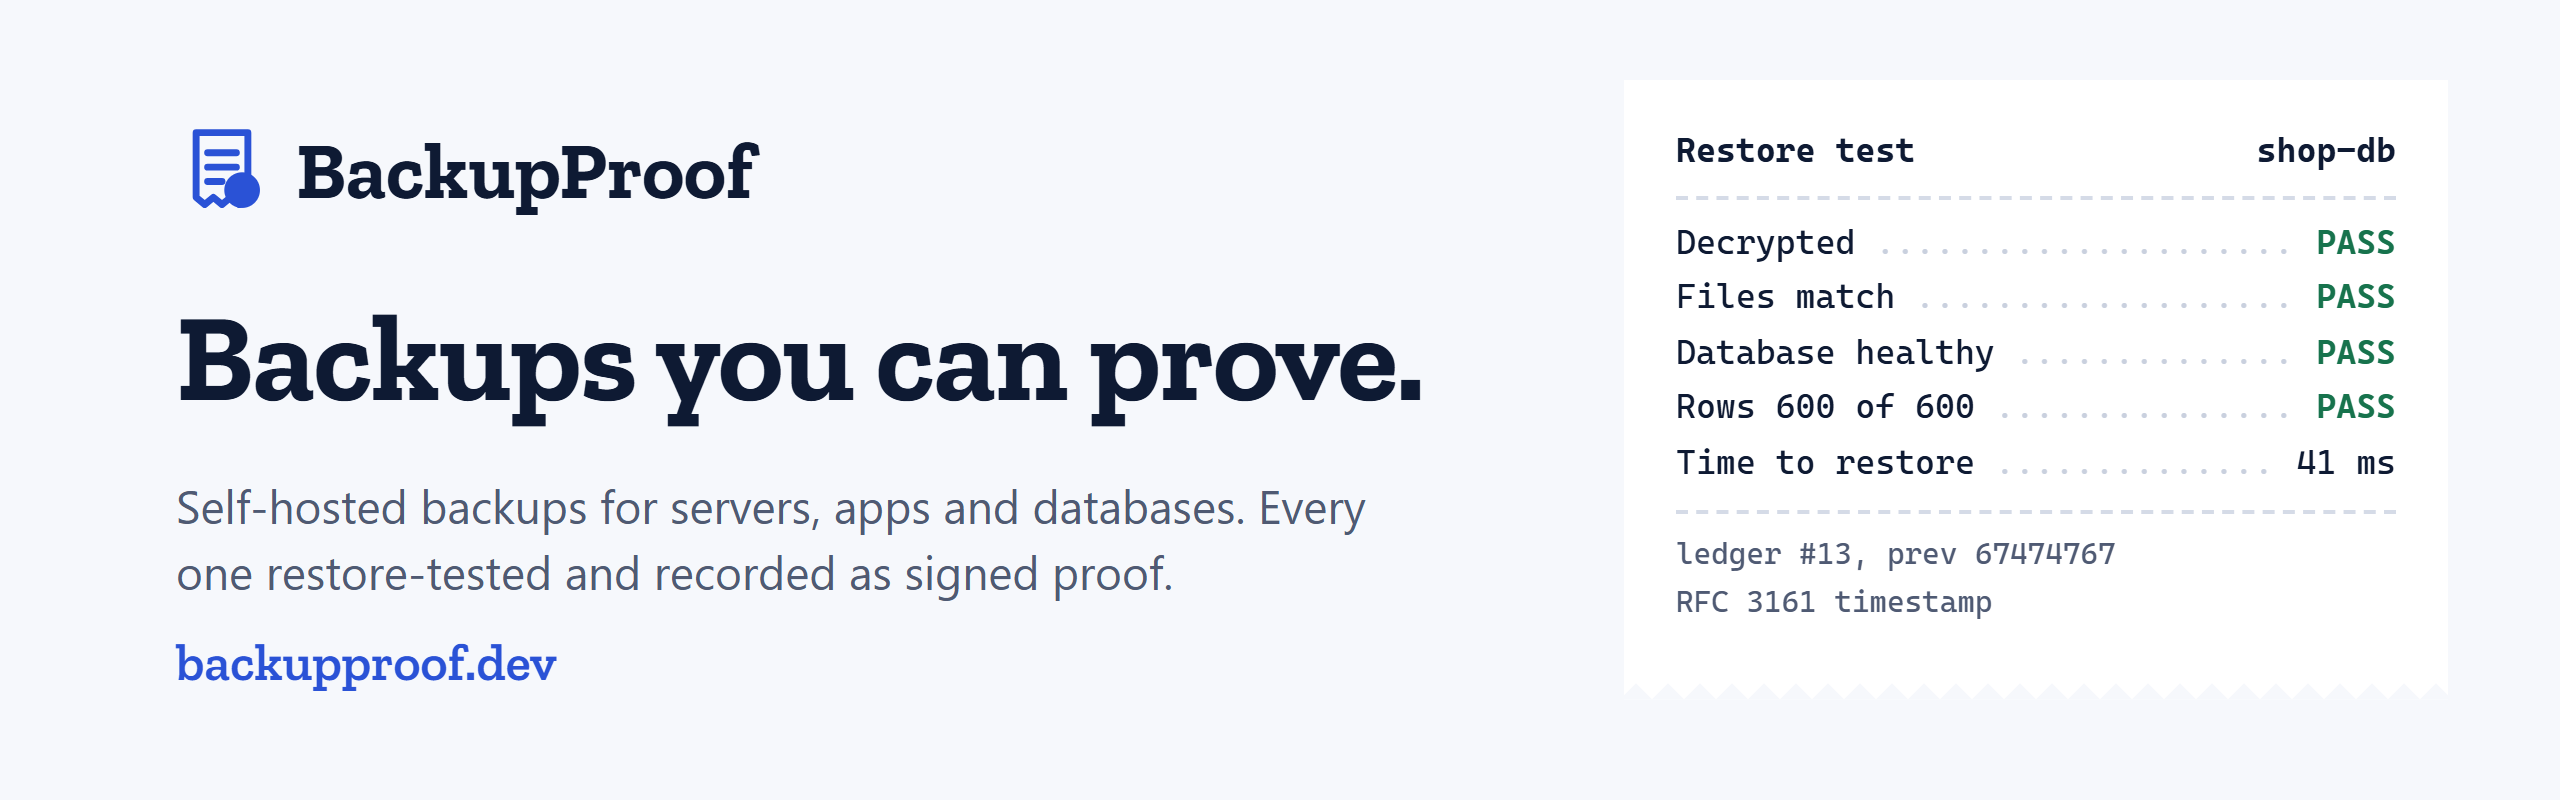 BackupProof
Backups you can prove.
Self-hosted backups for servers, apps and databases. Every
one restore-tested and recorded as signed proof.
backupproof.dev
Restore test shop-db
Decrypted .................... PASS
Files match ................... PASS
Database healthy .............. PASS
Rows 600 of 600 ............... PASS
Time to restore .............. 41 ms
ledger #13, prev 67474767
RFC 3161 timestamp